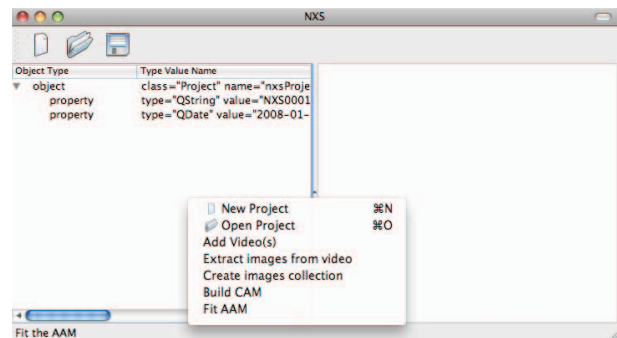 NXS
Object Type Type Value Name
object class="Project" name="nxsProje
property type="QString" value="NXS0001
property type="QDate" value="2008-01-
New Project ⌘N
Open Project ⌘O
Add Video(s)
Extract images from video
Create images collection
Build CAM
Fit AAM
Fit the AAM